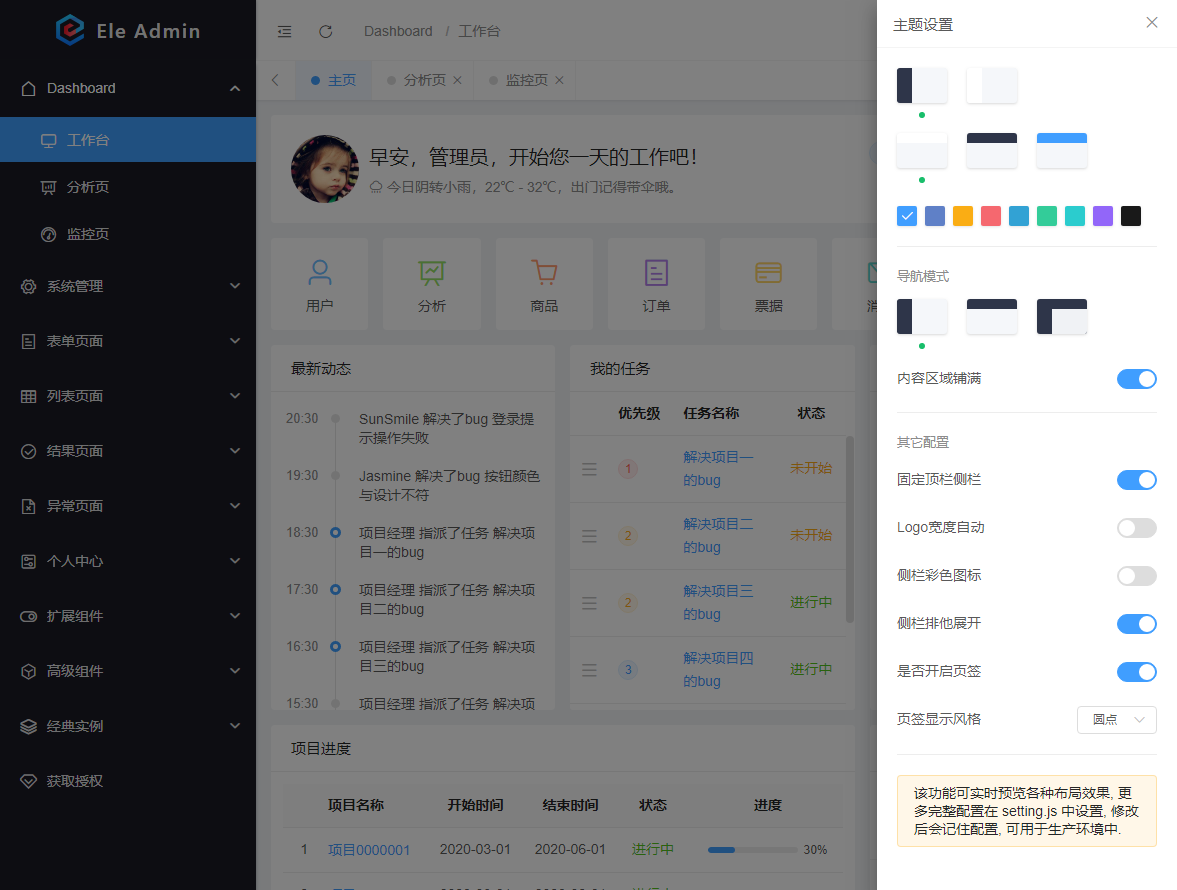 Ele Admin
Dashboard
工作台
分析页
监控页
系统管理
表单页面
列表页面
结果页面
异常页面
个人中心
扩展组件
高级组件
经典实例
获取授权
Dashboard / 工作台
主页 分析页 监控页
早安，管理员，开始您一天的工作吧！
今日阴转小雨，22℃ - 32℃，出门记得带伞哦。
用户 分析 商品 订单 票据
最新动态
20:30 SunSmile 解决了bug 登录提
示操作失败
19:30 Jasmine 解决了bug 按钮颜色
与设计不符
18:30 项目经理 指派了任务 解决项
目一的bug
17:30 项目经理 指派了任务 解决项
目二的bug
16:30 项目经理 指派了任务 解决项
目三的bug
15:30 项目经理 指派了任务 解决项
我的任务
优先级 任务名称 状态
1 解决项目一 未开始
的bug
2 解决项目二 未开始
的bug
2 解决项目三 进行中
的bug
3 解决项目四 进行中
的bug
项目进度
项目名称 开始时间 结束时间 状态 进度
1 项目0000001 2020-03-01 2020-06-01 进行中 30%
主题设置
导航模式
内容区域铺满
其它配置
固定顶栏侧栏
Logo宽度自动
侧栏彩色图标
侧栏排他展开
是否开启页签
页签显示风格 圆点
该功能可实时预览各种布局效果, 更
多完整配置在 setting.js 中设置, 修改
后会记住配置, 可用于生产环境中.